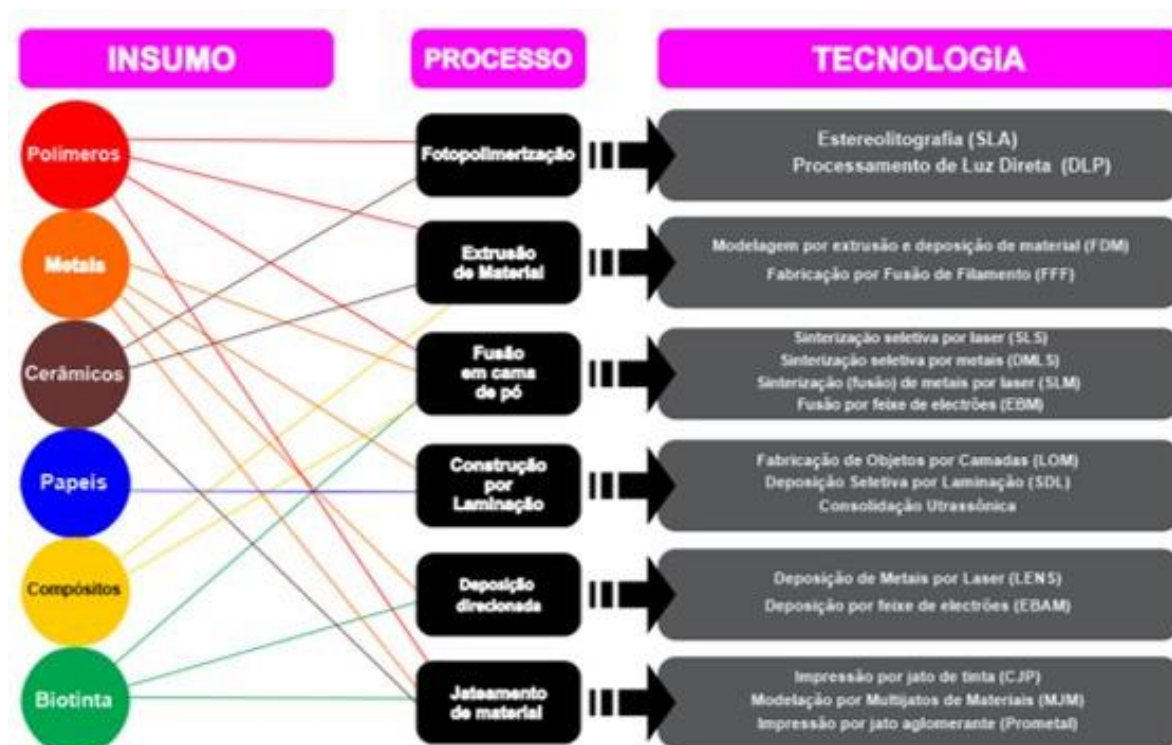 INSUMO
PROCESSO
TECNOLOGIA
Polímeros
Metais
Cerâmicos
Papeis
Compósitos
Biotinta
Fotopolimerização
Extrusão
de Material
Fusão
em cama
de pó
Construção
por
Laminação
Deposição
direcionada
Jateamento
de material
Estereolitografia (SLA)
Processamento de Luz Direta (DLP)
Modelagem por extrusão e deposição de material (FDM)
Fabricação por Fusão de Filamento (FFF)
Sinterização seletiva por laser (SLS)
Sinterização seletiva por metais (DMLS)
Sinterização (fusão) de metais por laser (SLM)
Fusão por feixe de electrões (EBM)
Fabricação de Objetos por Camadas (LOM)
Deposição Seletiva por Laminação (SDL)
Consolidação Utrassônica
Deposição de Metais por Laser (LENS)
Deposição por feixe de electrões (EBAM)
Impressão por jato de tinta (CJP)
Modelação por Multijatos de Materiais (MJM)
Impressão por jato aglomerante (Prometal)